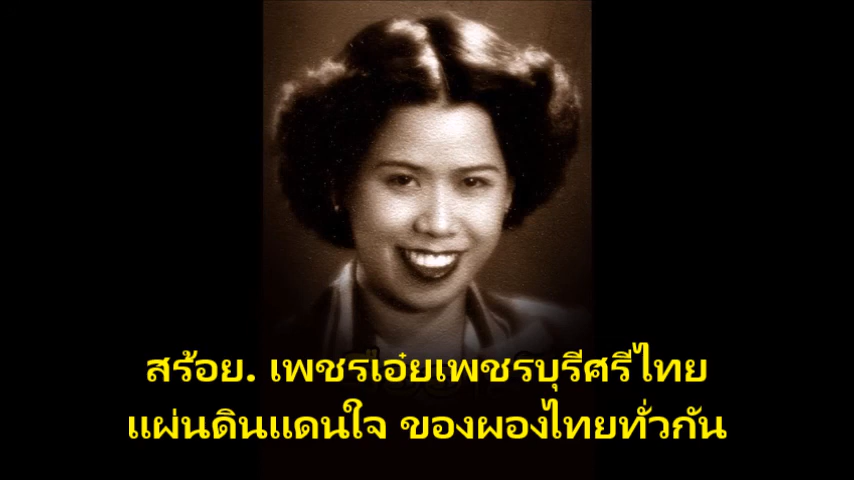 สร้อย. เพชรเอ๋ยเพชรบุรีศรีไทย
แผ่นดินแดนใจ ของผองไทยทั่วกัน